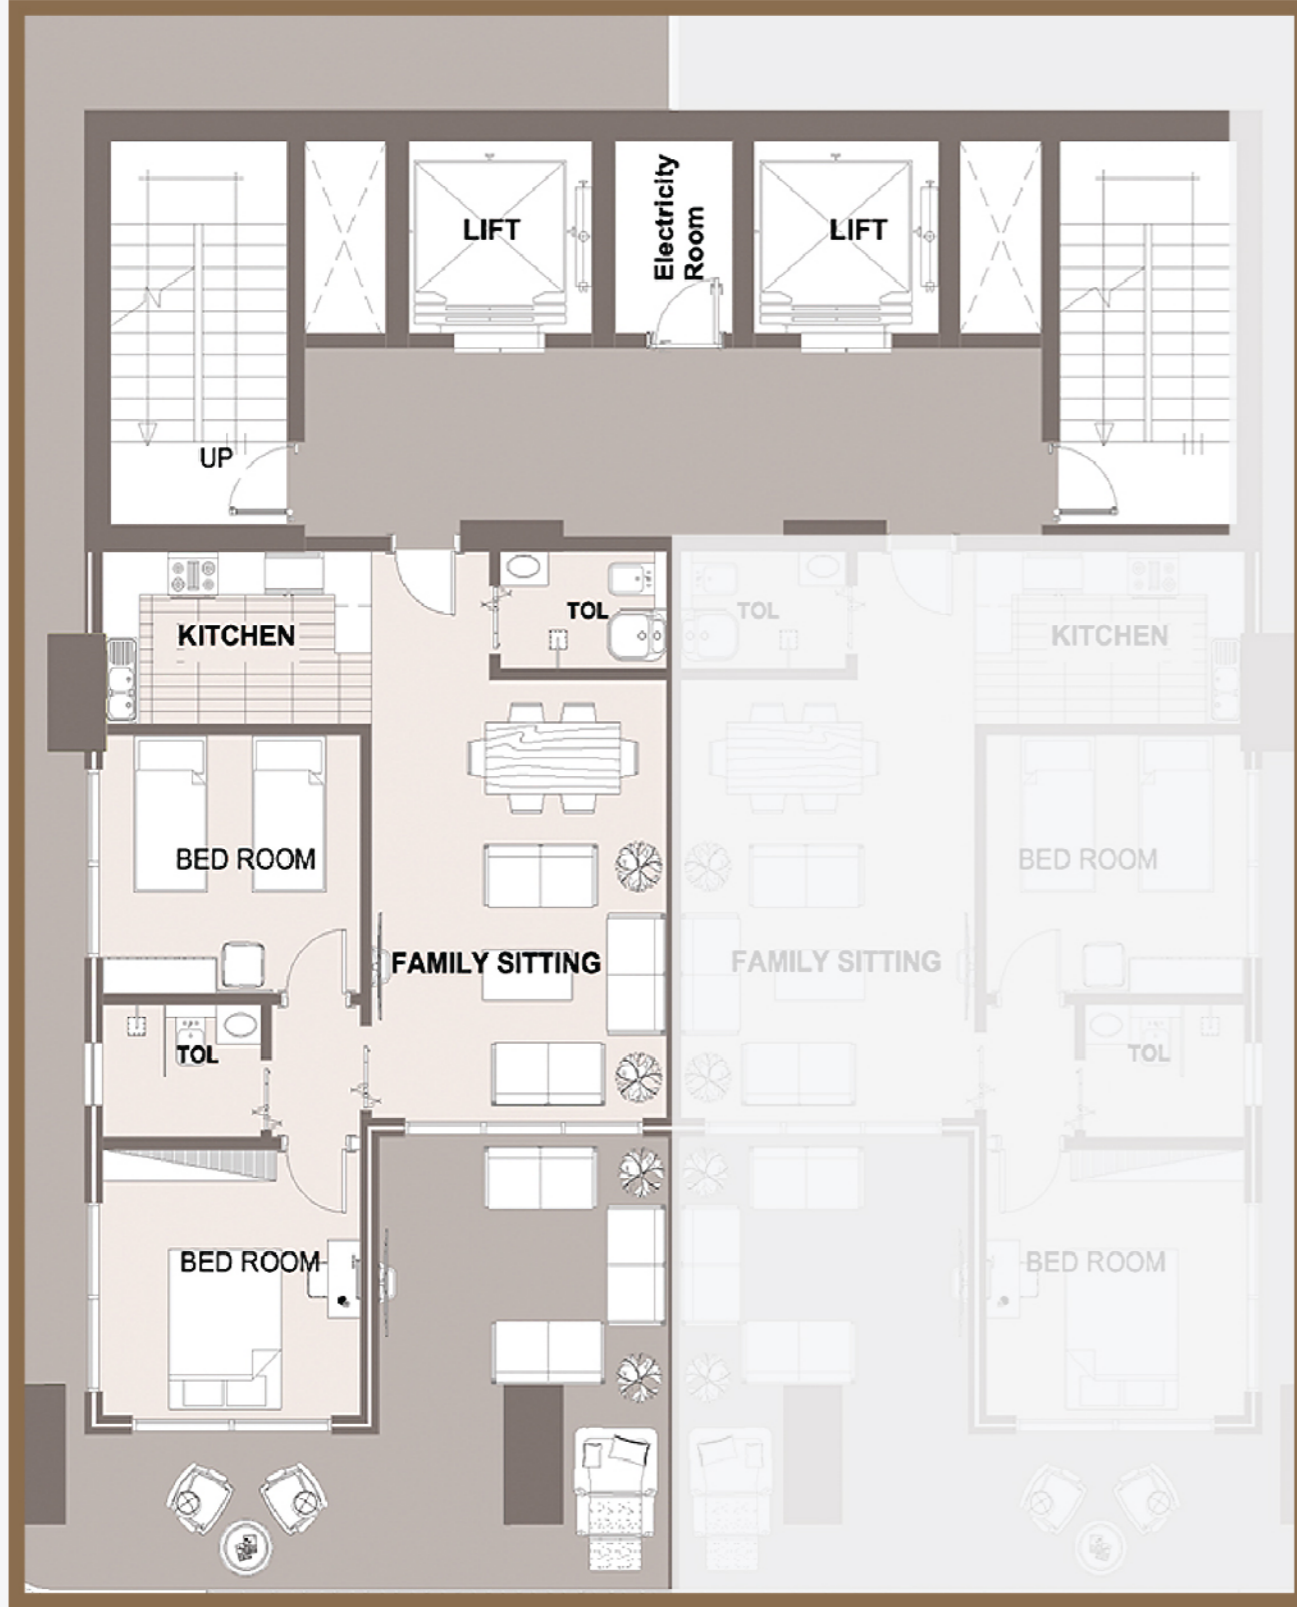 LIFT
Electricity
Room
LIFT
UP
KITCHEN
TOL
TOL
KITCHEN
BED ROOM
BED ROOM
FAMILY SITTING
FAMILY SITTING
TOL
TOL
BED ROOM
BED ROOM